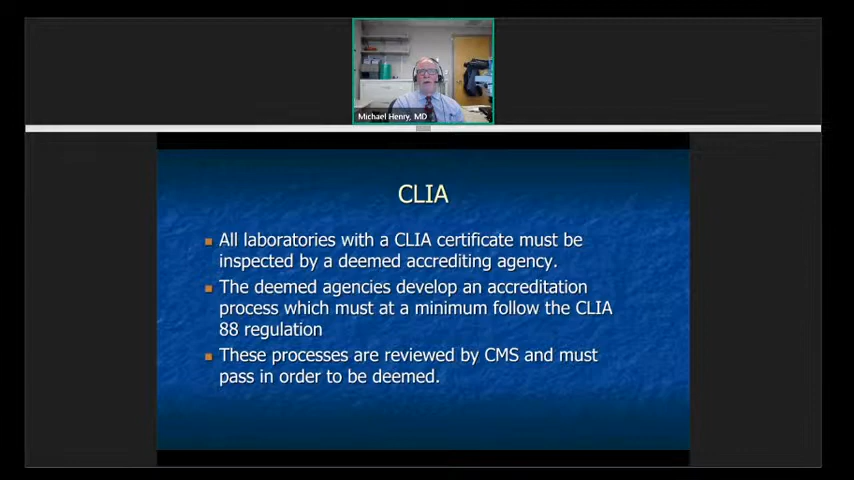 Michael Henry, MD
CLIA
All laboratories with a CLIA certificate must be
inspected by a deemed accrediting agency.
The deemed agencies develop an accreditation
process which must at a minimum follow the CLIA
88 regulation
These processes are reviewed by CMS and must
pass in order to be deemed.